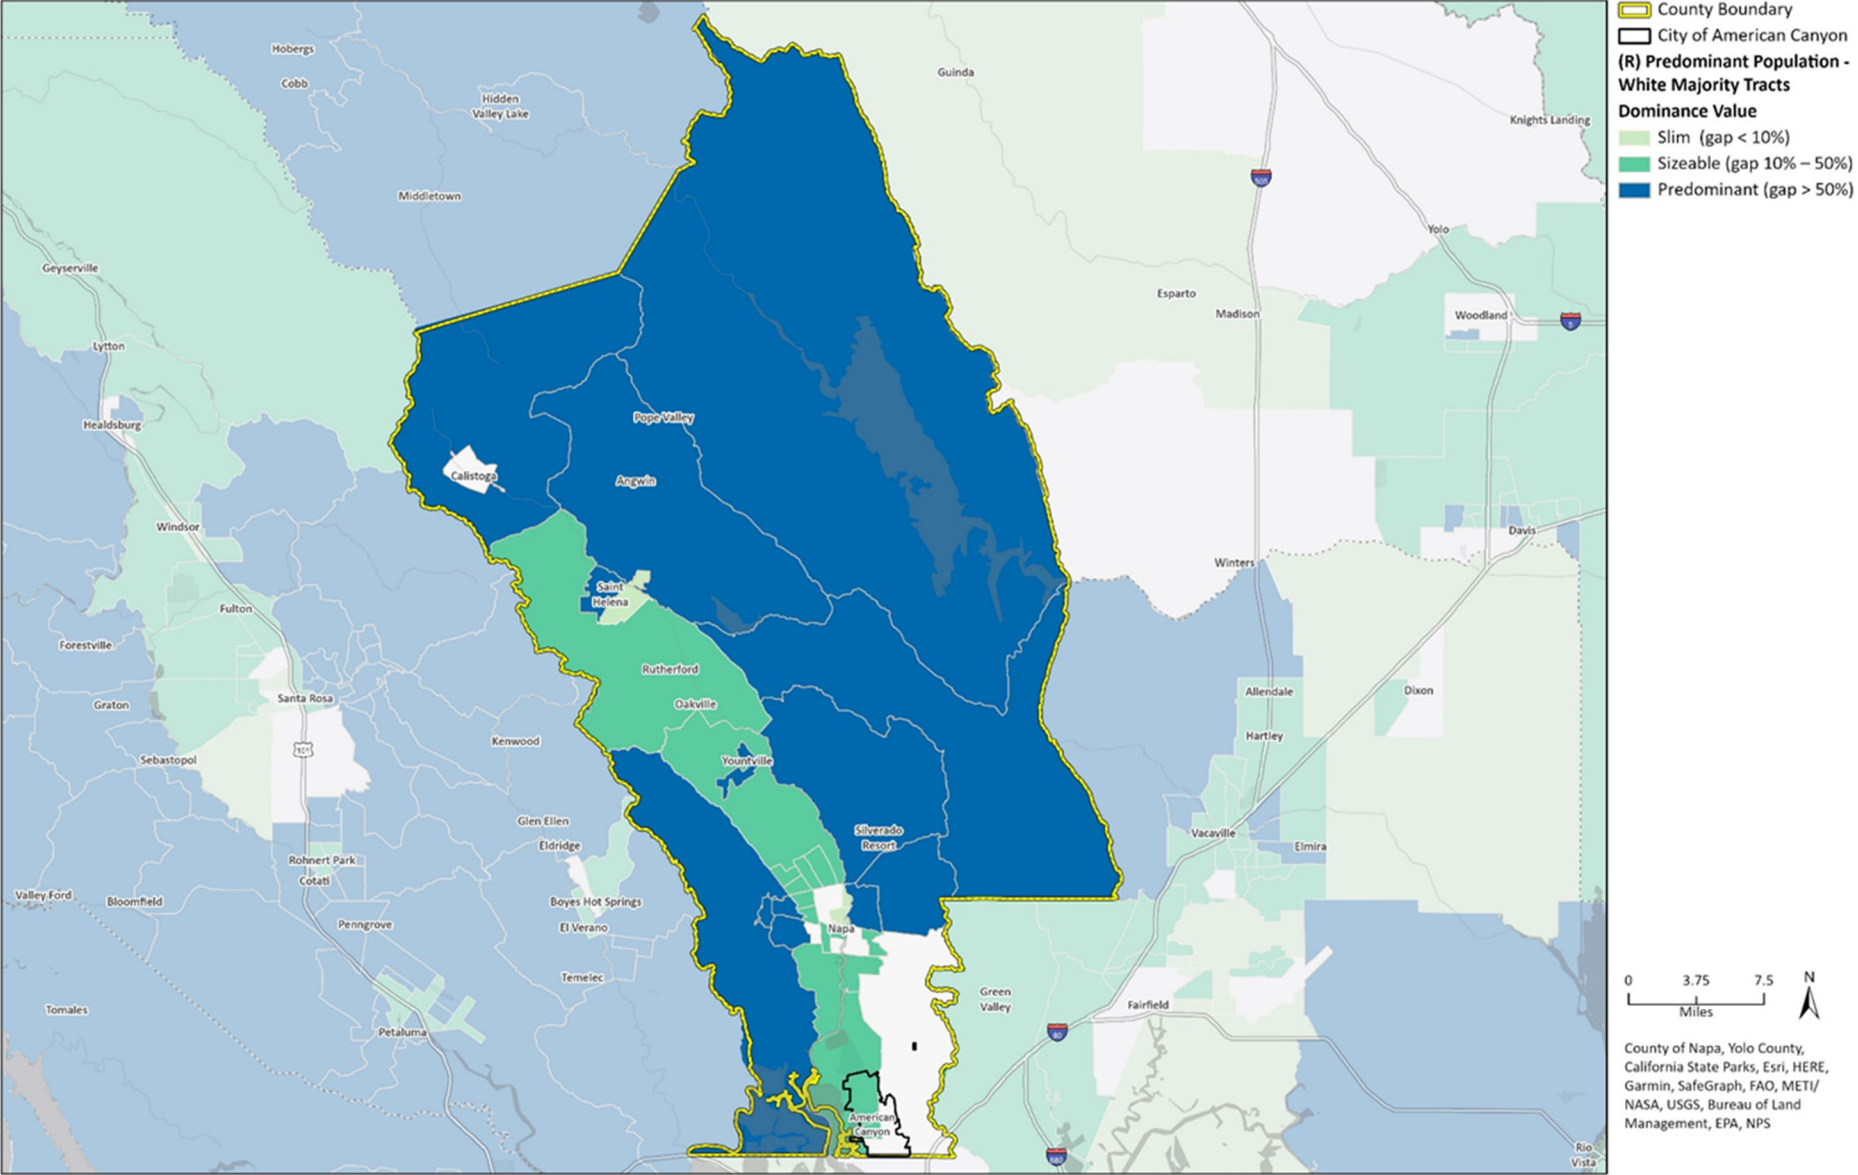 County Boundary
City of American Canyon
(R) Predominant Population -
White Majority Tracts
Dominance Value
Slim (gap < 10%)
Sizeable (gap 10% – 50%)
Predominant (gap > 50%)
Hobergs
Cobb
Hidden
Valley Lake
Guinda
Knights Landing
505
Middletown
Yolo
Geyserville
Esparto
Madison
Woodland
5
Lytton
Healdsburg
Pope Valley
Calistoga
Angwin
Windsor
Davis
Winters
Saint
Helena
Fulton
Forestville
Rutherford
Santa Rosa
Graton
Oakville
Allendale
Dixon
Kenwood
Hartley
101
Sebastopol
Yountville
Glen Ellen
Silverado
Resort
Vacaville
Eldridge
Elmira
Rohnert Park
Cotati
Valley Ford
Bloomfield
Boyes Hot Springs
Penngrove
El Verano
Napa
Temelec
Green
Valley
Fairfield
Tomales
Petaluma
80
American
Canyon
680
Rio
Vista
0 3.75 7.5
Miles
N
County of Napa, Yolo County,
California State Parks, Esri, HERE,
Garmin, SafeGraph, FAO, METI/
NASA, USGS, Bureau of Land
Management, EPA, NPS